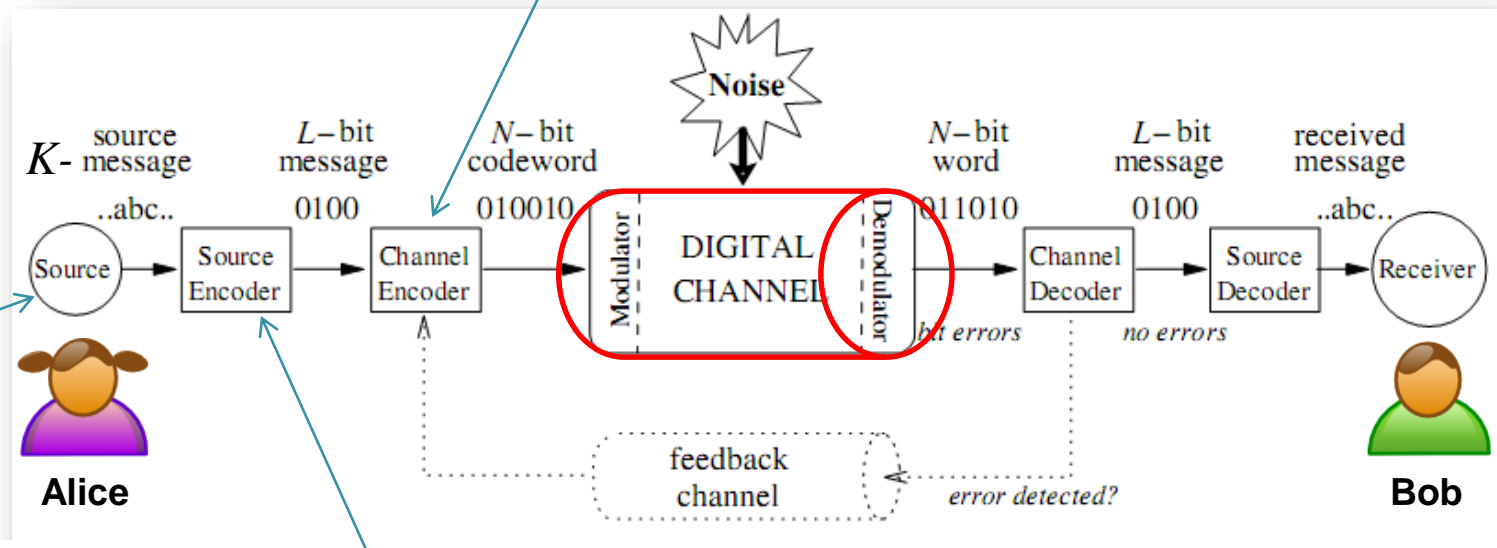 Noise
K- source
message
L-bit
message
N-bit
codeword
N-bit
word
L-bit
message
received
message
..abc..
0100
010010
011010
0100
..abc..
Source
Source
Encoder
Channel
Encoder
Modulator
DIGITAL
CHANNEL
Demodulator
Channel
Decoder
Source
Decoder
Receiver
bit errors
no errors
feedback
channel
error detected?
Alice
Bob